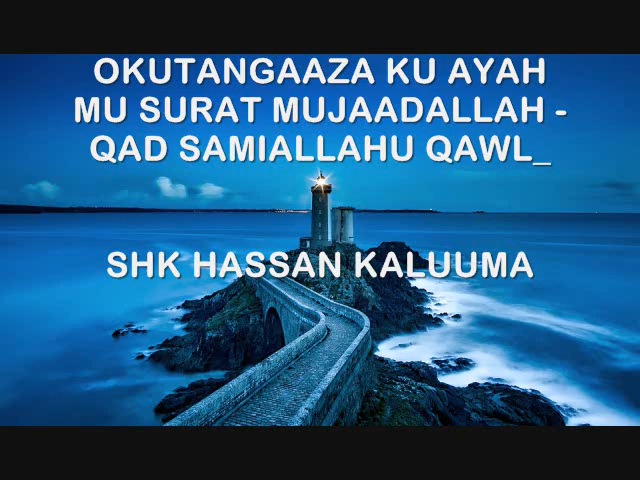 OKUTANGAAZA KU AYAH
MU SURAT MUJAADALLAH -
QAD SAMIALLAHU QAWL_
SHK HASSAN KALUUMA